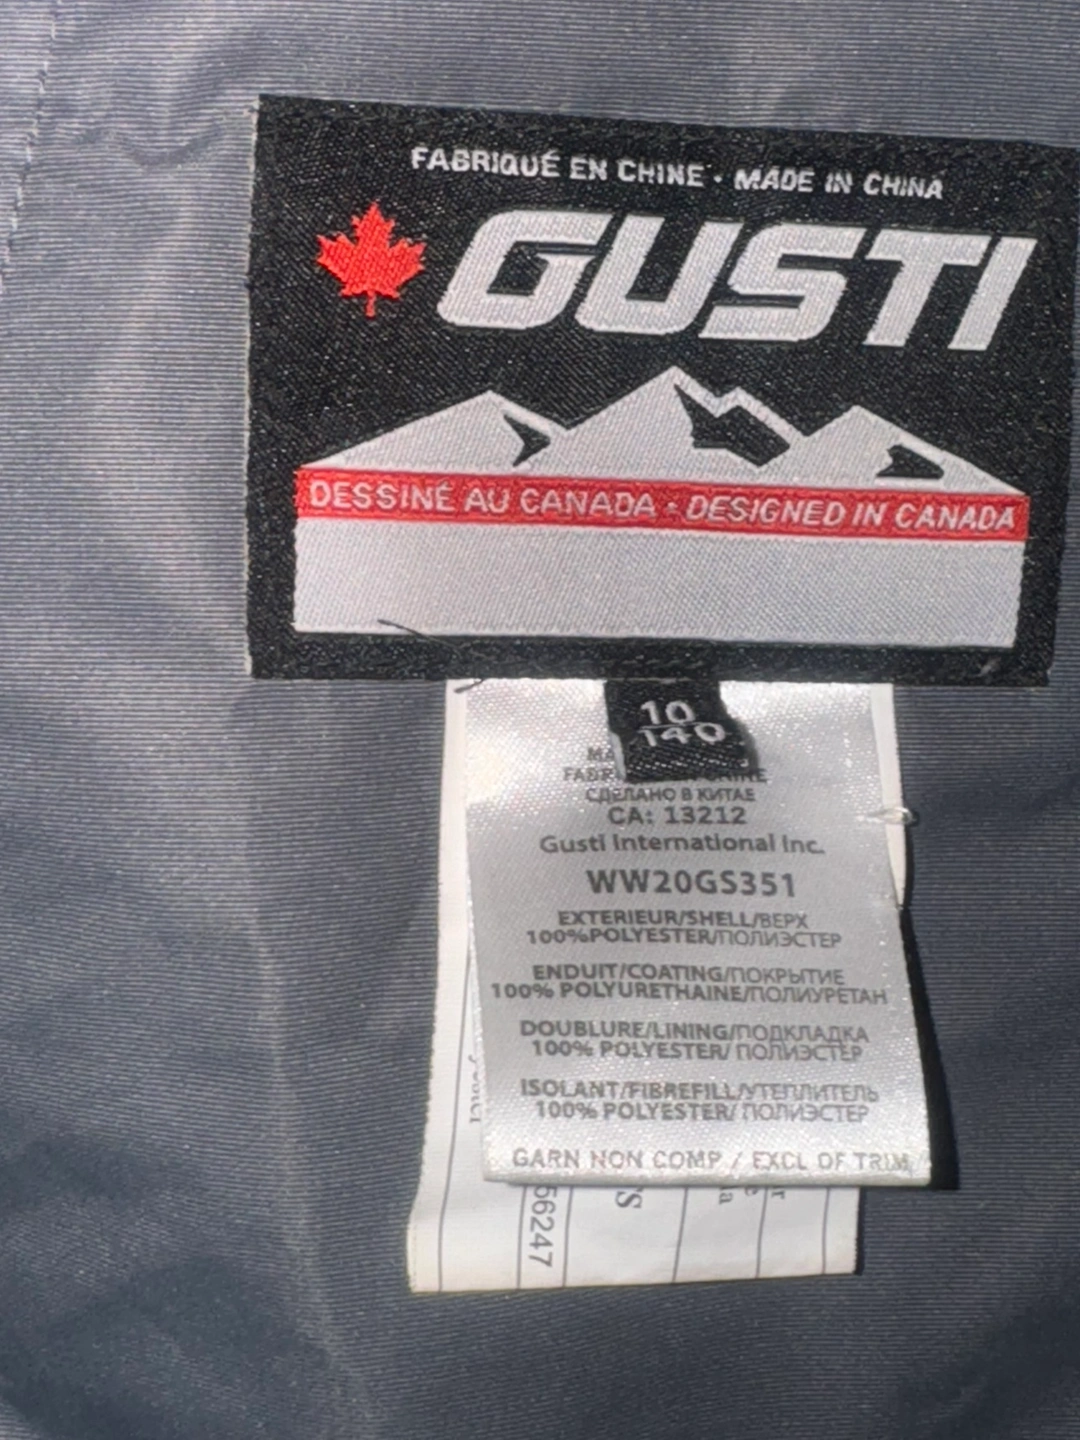 FABRIQUÉ EN CHINE · MADE IN CHINA
GUSTI
DESSINÉ AU CANADA · DESIGNED IN CANADA
10
140
СДЕЛАНО В КИТАЕ
CA: 13212
Gusti International Inc.
WW20GS351
EXTERIEUR/SHELL/ВЕРХ
100%POLYESTER/ПОЛИЭСТЕР
ENDUIT/COATING/ПОКРЫТИЕ
100% POLYURETHAINE/ПОЛИУРЕТАН
DOUBLURE/LINING/ПОДКЛАДКА
100% POLYESTER/ ПОЛИЭСТЕР
ISOLANT/FIBREFILL/УТЕПЛИТЕЛЬ
100% POLYESTER/ ПОЛИЭСТЕР
GARN NON COMP / EXCL OF TRIM
56247